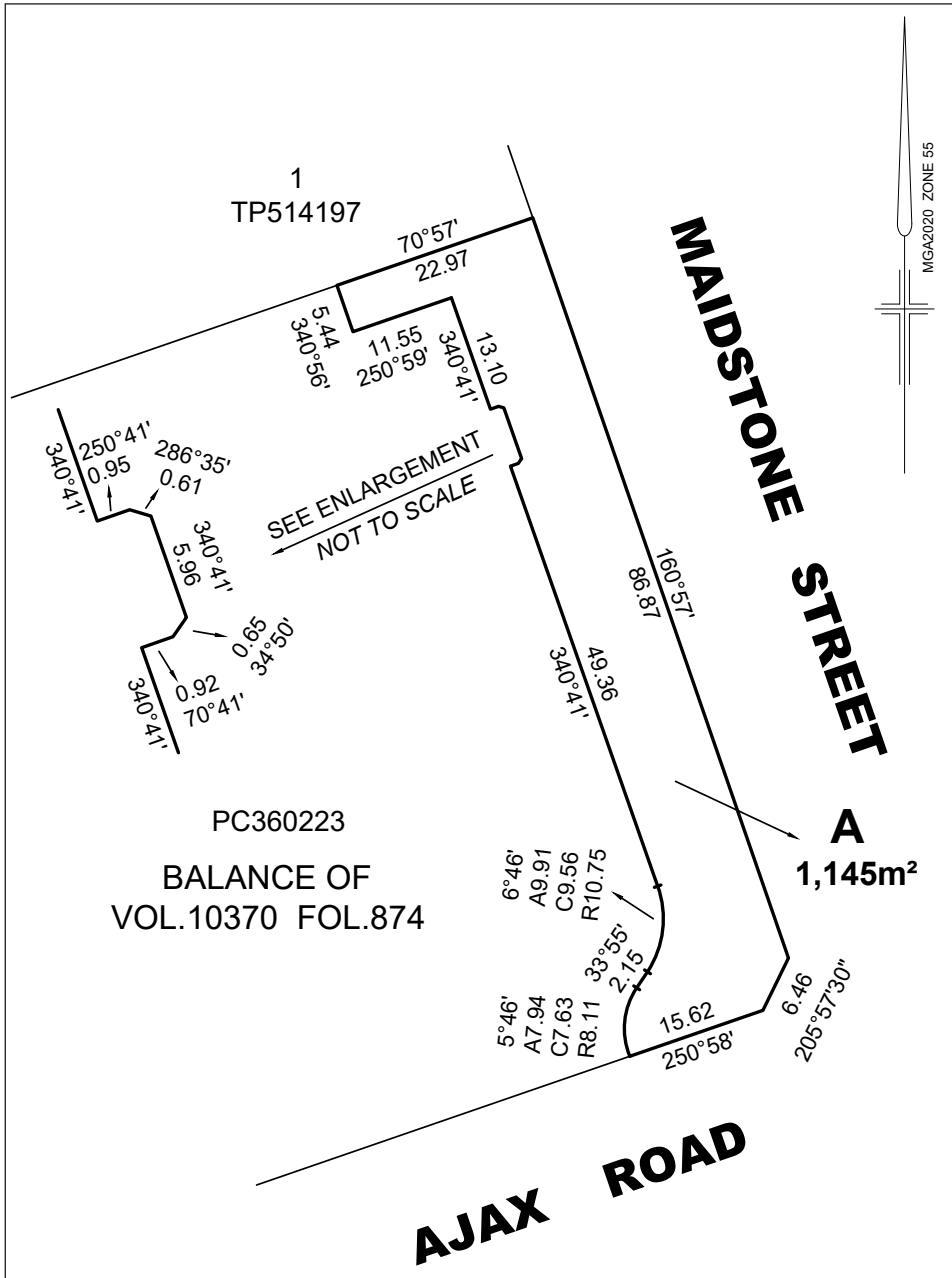 1
TP514197
MGA2020 ZONE 55
70°57'
22.97
5.44
340°56'
11.55
250°59'
13.10
340°41'
MAIDSTONE STREET
340°41'
250°41'
0.95
286°35'
0.61
340°41'
5.96
SEE ENLARGEMENT
NOT TO SCALE
0.65
34°50'
0.92
70°41'
340°41'
160°57'
86.87
49.36
340°41'
PC360223
BALANCE OF
VOL.10370 FOL.874
A
1,145m²
6°46'
A9.91
C9.56
R10.75
33°55'
2.15
5°46'
A7.94
C7.63
R8.11
15.62
250°58'
6.46
205°57'30"
AJAX ROAD